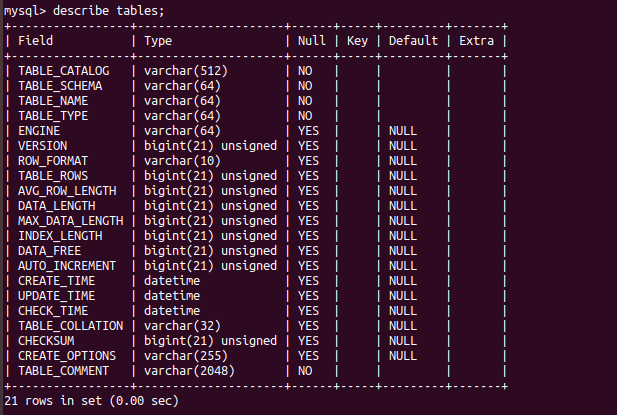 mysql> describe tables;
+-----------------+---------------------+------+-----+---------+-------+
| Field           | Type                | Null | Key | Default | Extra |
+-----------------+---------------------+------+-----+---------+-------+
| TABLE_CATALOG   | varchar(512)        | NO   |     |         |       |
| TABLE_SCHEMA    | varchar(64)         | NO   |     |         |       |
| TABLE_NAME      | varchar(64)         | NO   |     |         |       |
| TABLE_TYPE      | varchar(64)         | NO   |     |         |       |
| ENGINE          | varchar(64)         | YES  |     | NULL    |       |
| VERSION         | bigint(21) unsigned | YES  |     | NULL    |       |
| ROW_FORMAT      | varchar(10)         | YES  |     | NULL    |       |
| TABLE_ROWS      | bigint(21) unsigned | YES  |     | NULL    |       |
| AVG_ROW_LENGTH  | bigint(21) unsigned | YES  |     | NULL    |       |
| DATA_LENGTH     | bigint(21) unsigned | YES  |     | NULL    |       |
| MAX_DATA_LENGTH | bigint(21) unsigned | YES  |     | NULL    |       |
| INDEX_LENGTH    | bigint(21) unsigned | YES  |     | NULL    |       |
| DATA_FREE       | bigint(21) unsigned | YES  |     | NULL    |       |
| AUTO_INCREMENT  | bigint(21) unsigned | YES  |     | NULL    |       |
| CREATE_TIME     | datetime            | YES  |     | NULL    |       |
| UPDATE_TIME     | datetime            | YES  |     | NULL    |       |
| CHECK_TIME      | datetime            | YES  |     | NULL    |       |
| TABLE_COLLATION | varchar(32)         | YES  |     | NULL    |       |
| CHECKSUM        | bigint(21) unsigned | YES  |     | NULL    |       |
| CREATE_OPTIONS  | varchar(255)        | YES  |     | NULL    |       |
| TABLE_COMMENT   | varchar(2048)       | NO   |     |         |       |
+-----------------+---------------------+------+-----+---------+-------+
21 rows in set (0.00 sec)